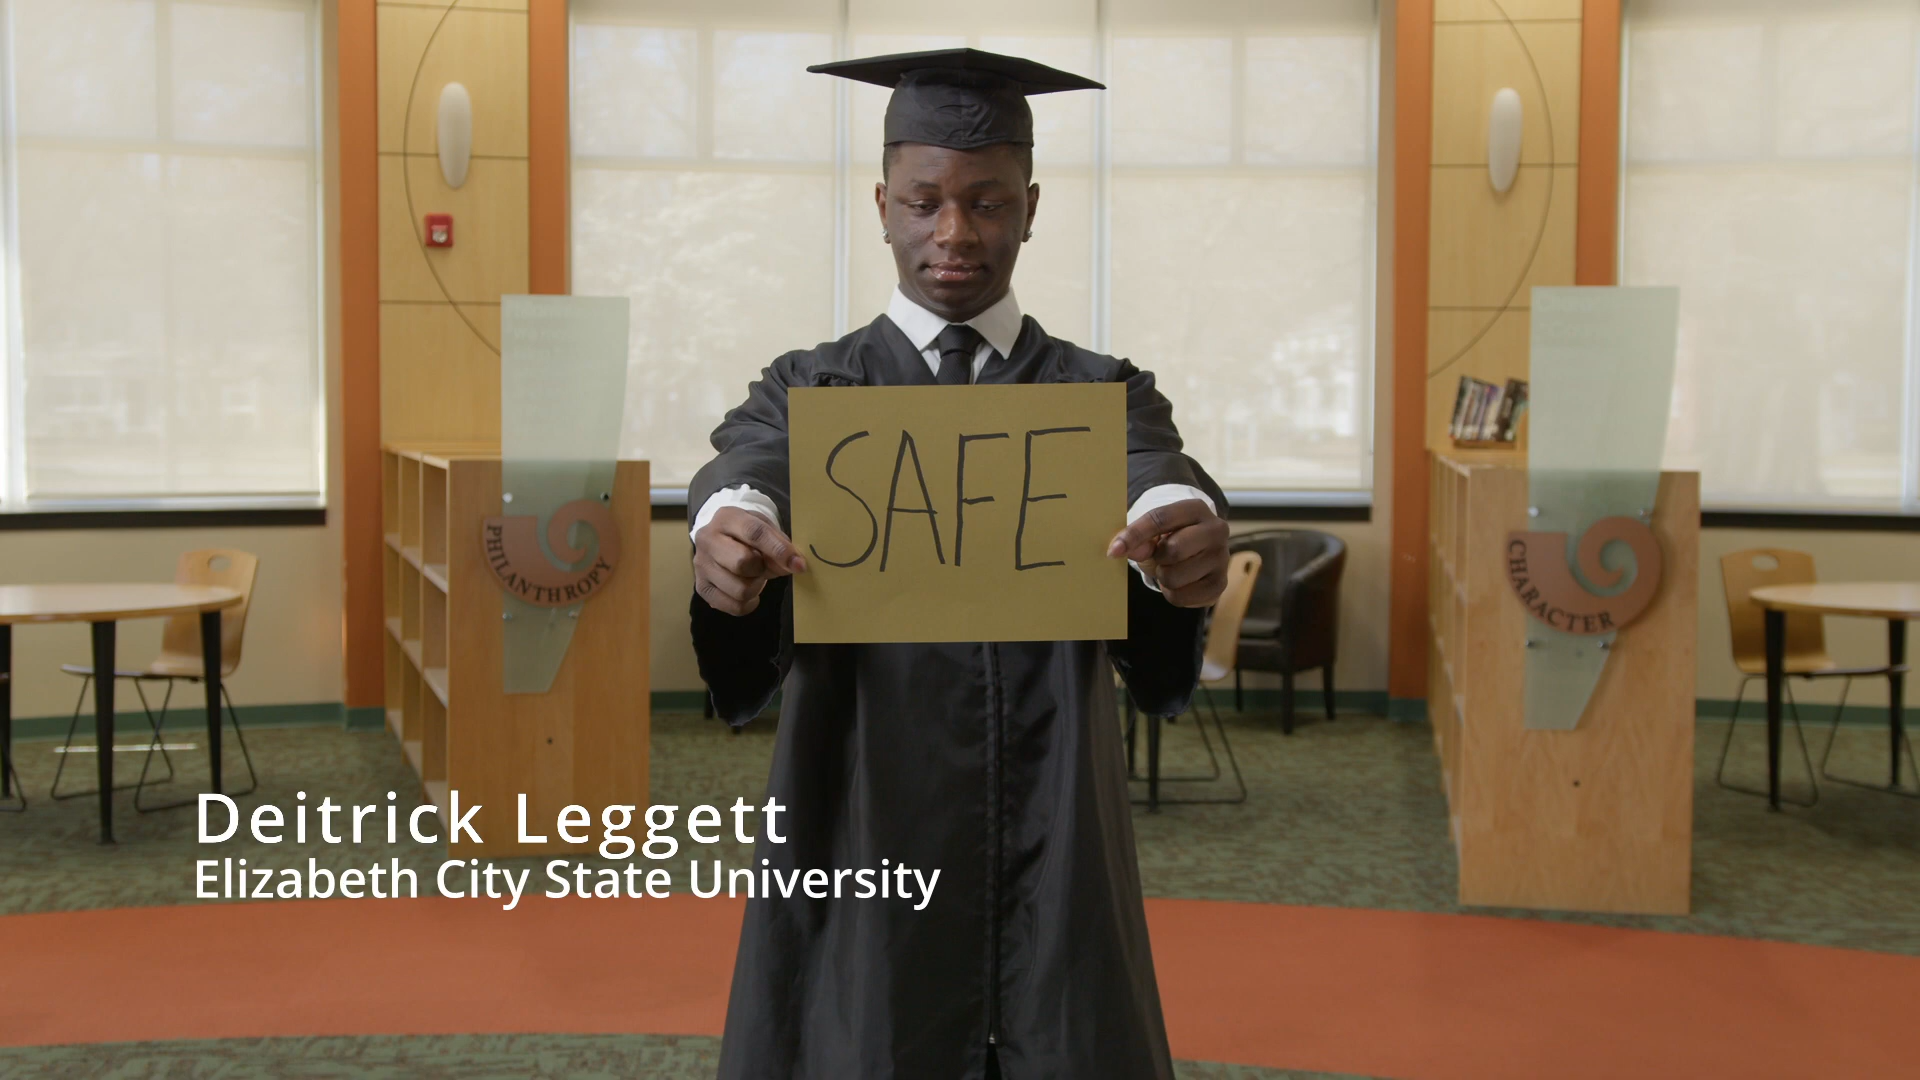 SAFE
PHILANTHROPY
CHARACTER
Deitrick Leggett
Elizabeth City State University